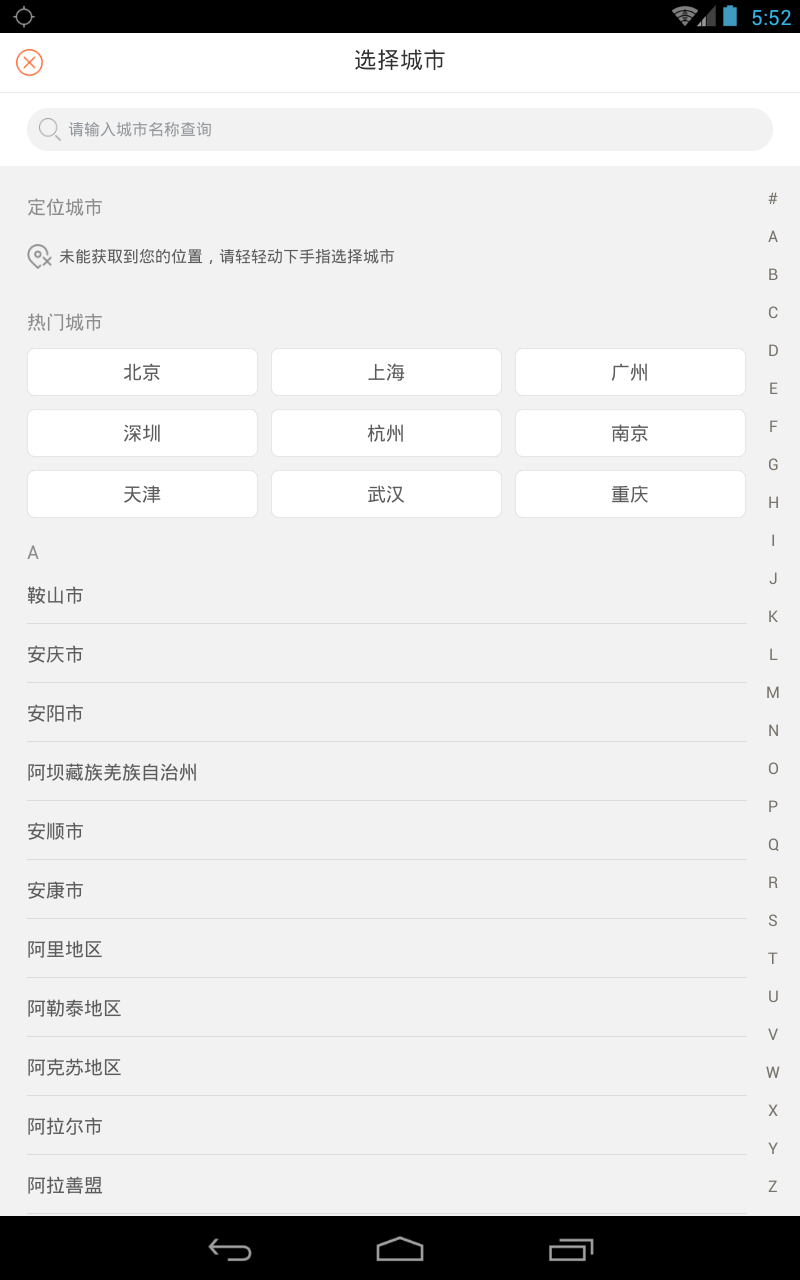 5:52
选择城市
请输入城市名称查询
定位城市
未能获取到您的位置，请轻轻动下手指选择城市
热门城市
北京 上海 广州
深圳 杭州 南京
天津 武汉 重庆
A
鞍山市
安庆市
安阳市
阿坝藏族羌族自治州
安顺市
安康市
阿里地区
阿勒泰地区
阿克苏地区
阿拉尔市
阿拉善盟
#
A
B
C
D
E
F
G
H
I
J
K
L
M
N
O
P
Q
R
S
T
U
V
W
X
Y
Z